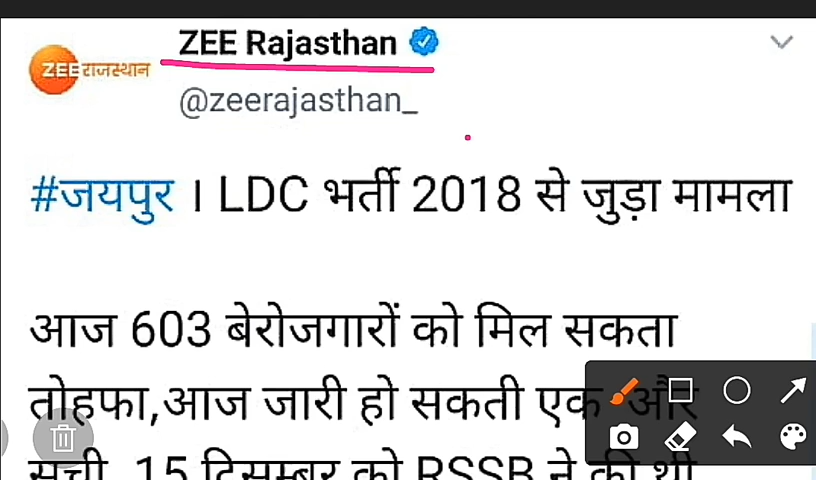 ZEE Rajasthan
ZEE राजस्थान
@zeerajasthan_
#जयपुर । LDC भर्ती 2018 से जुड़ा मामला
आज 603 बेरोजगारों को मिल सकता
तोहफा,आज जारी हो सकती एक और
सूची, 15 दिसम्बर को RSSB ने की थी